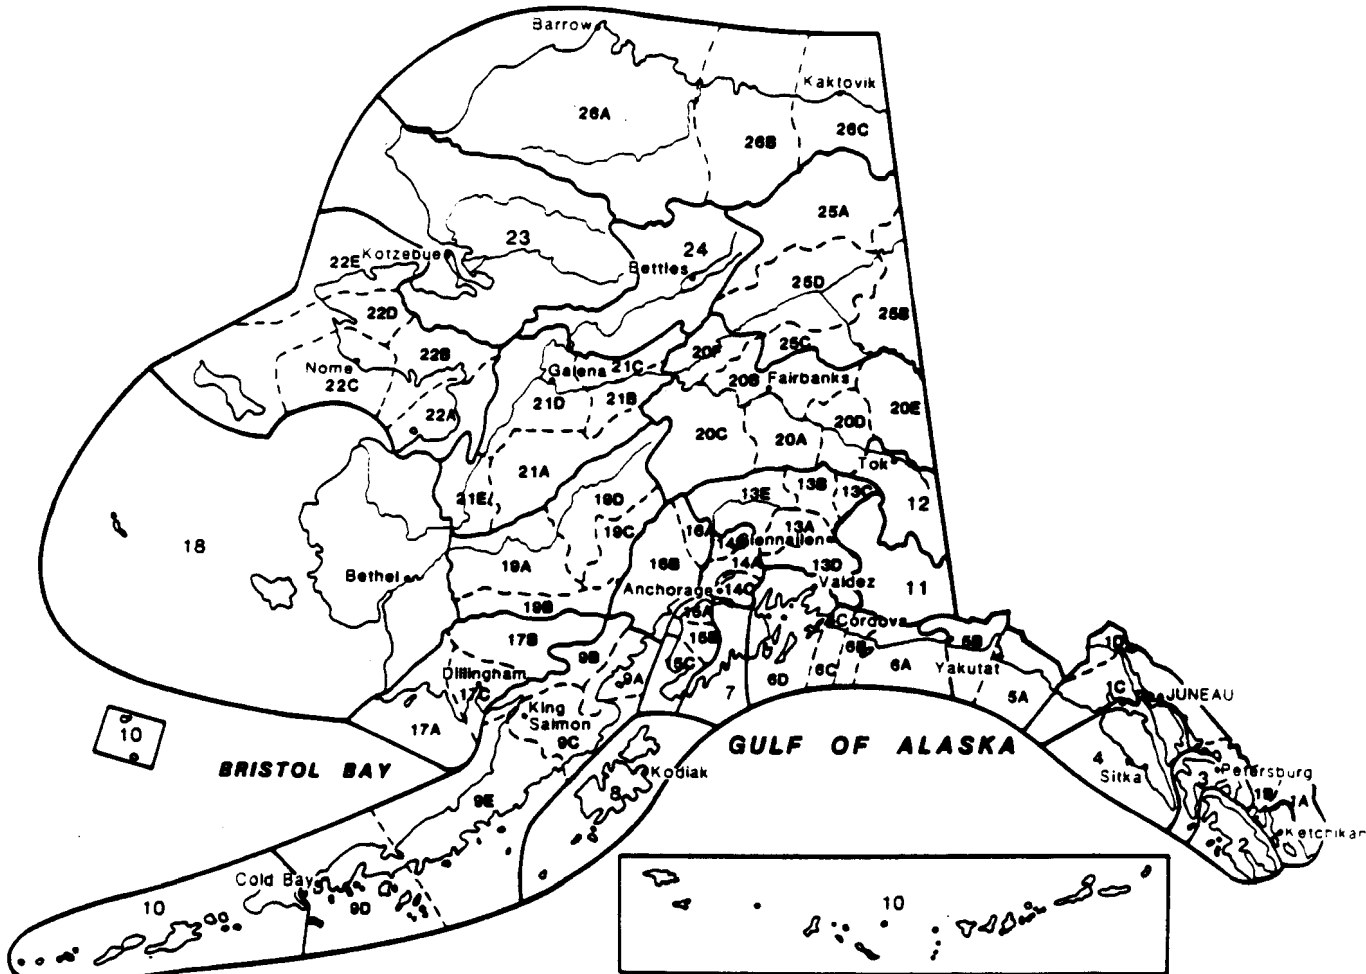 Barrow
Kaktovik
26A
26B
26C
25A
23
24
Kotzebue
22E
Bettles
25D
22D
25B
25C
22B
20F
Nome
22C
Galena
21C
20B
Fairbanks
21D
21B
22A
20E
20D
20C
20A
Tok
21A
21E
13E
13B
13C
12
19D
19C
16A
13A
Glennallen
18
19A
16B
14A
13D
Bethel
Anchorage
14C
Valdez
11
19B
15A
Cordova
17B
15B
6B
5B
1D
9B
15C
6A
Yakutat
Dillingham
17C
9A
7
6D
6C
5A
1C
JUNEAU
King
Salmon
17A
9C
10
GULF OF ALASKA
BRISTOL BAY
4
Sitka
Kodiak
8
3
Petersburg
9E
1B
1A
Ketchikan
2
Cold Bay
10
9D
10